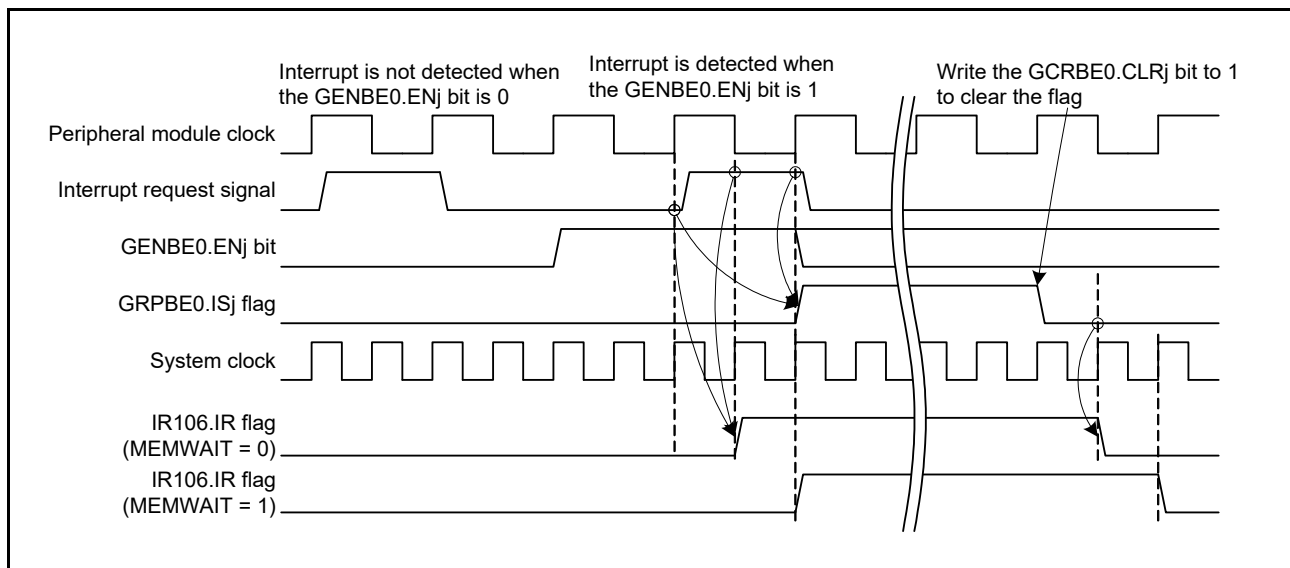 Interrupt is not detected when
the GENBE0.ENj bit is 0
Interrupt is detected when
the GENBE0.ENj bit is 1
Write the GCRBE0.CLRj bit to 1
to clear the flag
Peripheral module clock
Interrupt request signal
GENBE0.ENj bit
GRPBE0.ISj flag
System clock
IR106.IR flag
(MEMWAIT = 0)
IR106.IR flag
(MEMWAIT = 1)